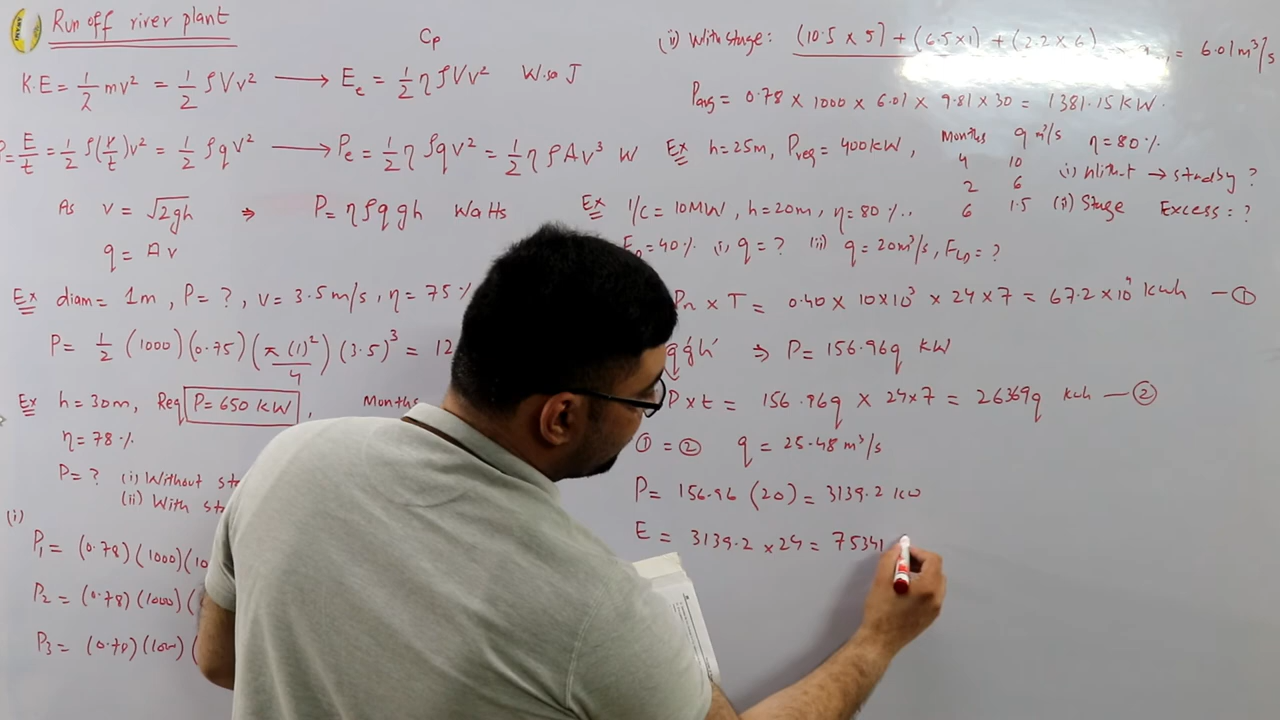 Run off river plant
Cp
K.E = 1/2 mv² = 1/2 ρVv² ⟶ Ee = 1/2 ηρVv² W.s o J
P = E/t = 1/2 ρ(V/t)v² = 1/2 ρqv² ⟶ Pe = 1/2 ηρqv² = 1/2 ηρAv³ W
As v = √2gh ⇒ P = ηρqgh Watts
q = Av
Ex diam = 1m, P = ?, v = 3.5 m/s, η = 75%
P = 1/2 (1000)(0.75)(π(1)²/4)(3.5)³ = 12
Ex h = 30m, Req P = 650 KW, Months
η = 78%
P = ? (i) Without
(ii) With
(i)
P1 = (0.78)(1000)(10
P2 = (0.78)(1000)(
P3 = (0.78)(1000)
(ii) With stage: (10.5 × 5) + (6.5×1) + (2.2 × 6) = 6.01 m³/s
Pavg = 0.78 × 1000 × 6.01 × 9.81 × 30 = 1381.15 KW.
Ex h = 25m, Preq = 400KW, Months q m³/s η = 80%
4 10 (i) → standby ?
2 6
6 1.5 (ii) Stage Excess = ?
Ex I/C = 10MW, h = 20m, η = 80%.
= 40% (i) q = ? (ii) q = 20m³/s, FLD = ?
Pn × T = 0.40 × 10×10³ × 24×7 = 67.2×10⁴ kwh — ①
qgh ⇒ P = 156.96q KW
P×t = 156.96q × 24×7 = 26369q kwh — ②
① = ② q = 25.48 m³/s
P = 156.96 (20) = 3139.2 kw
E = 3139.2 × 24 = 75341